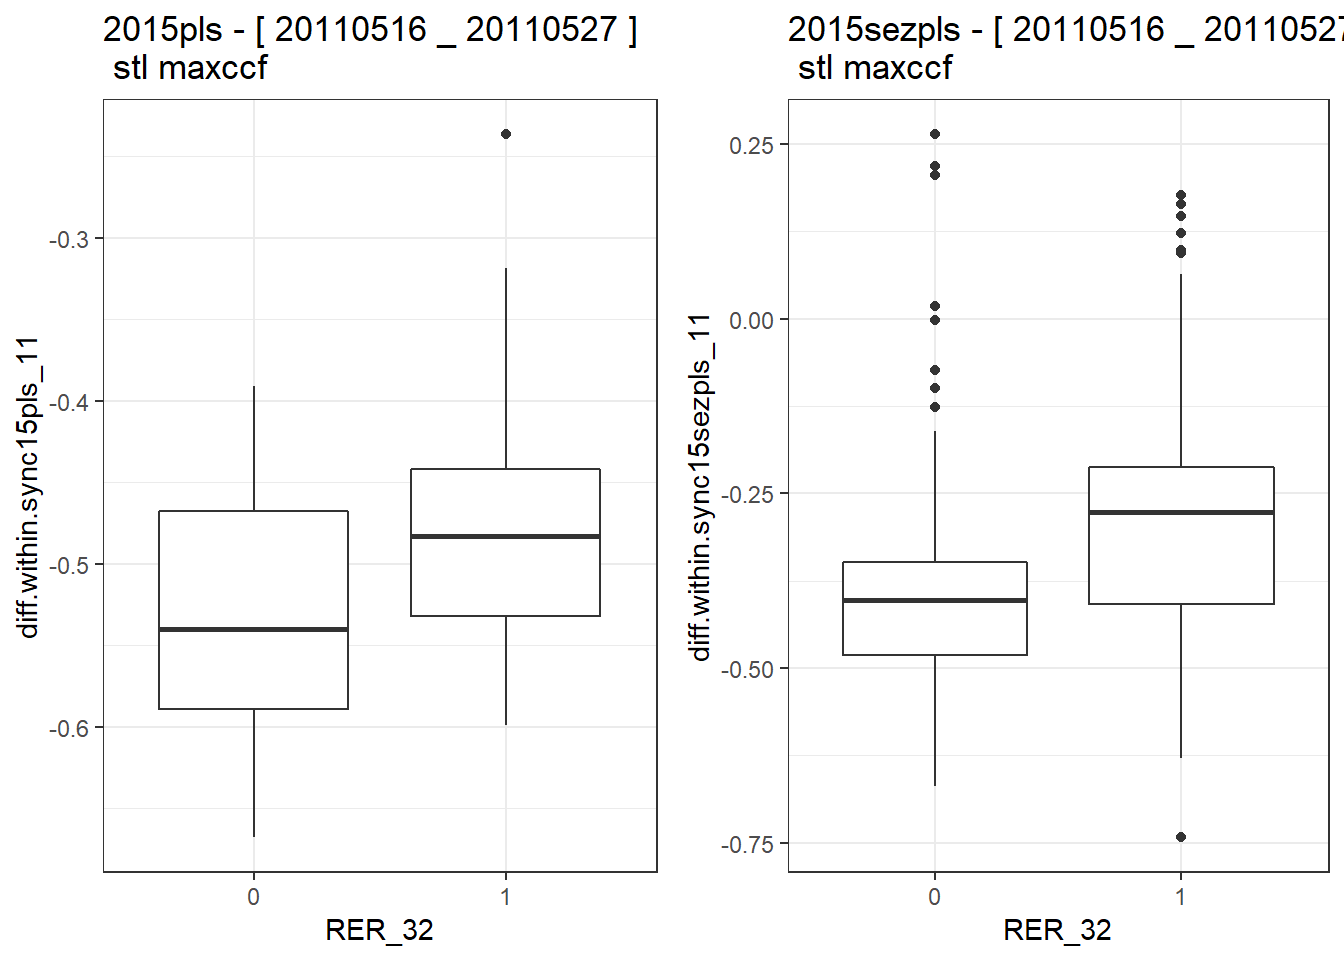 2015pls - [ 20110516 _ 20110527 ]
stl maxccf
diff.within.sync15pls_11
-0.3
-0.4
-0.5
-0.6
0
1
RER_32
2015sezpls - [ 20110516 _ 20110527
stl maxccf
diff.within.sync15sezpls_11
0.25
0.00
-0.25
-0.50
-0.75
0
1
RER_32